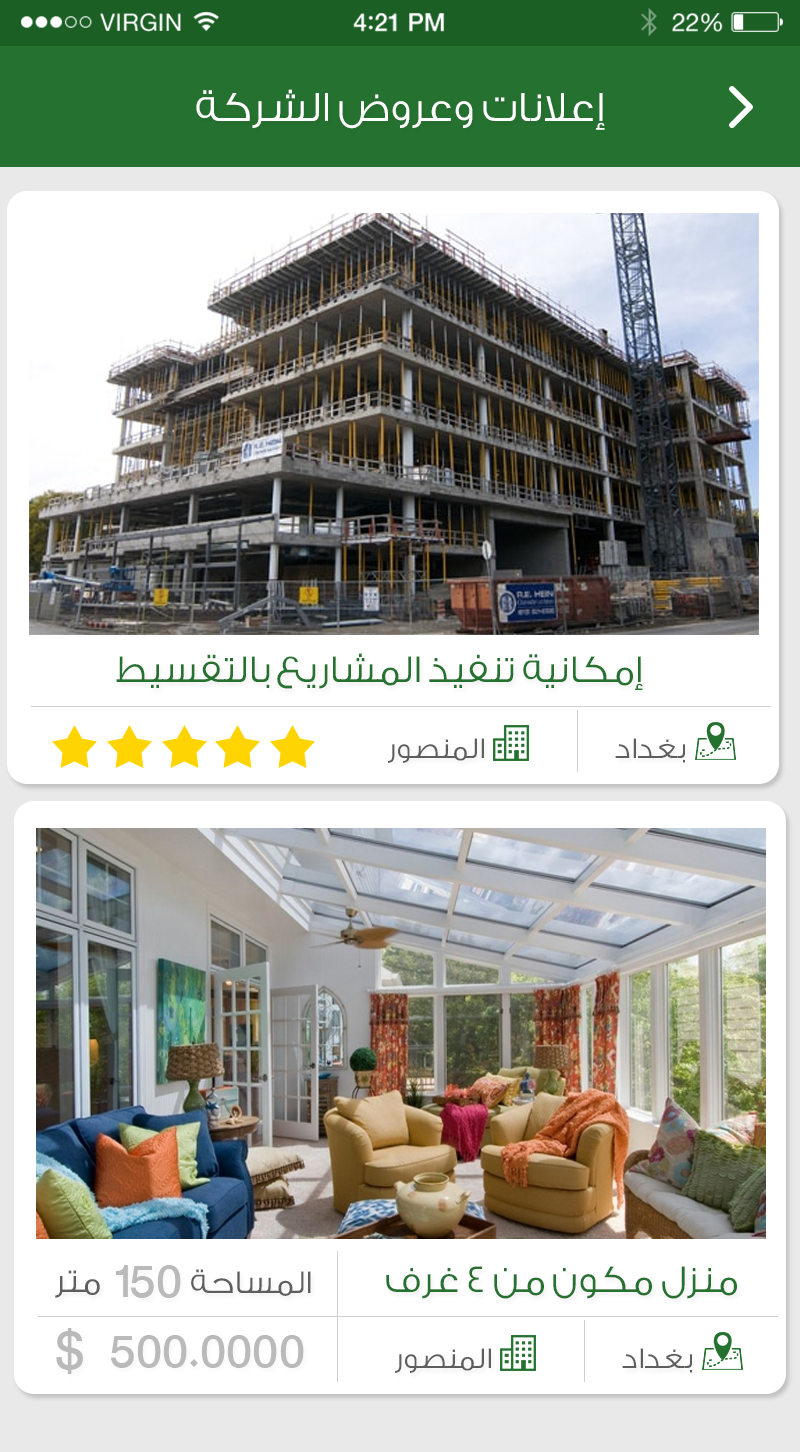 VIRGIN 4:21 PM 22%
إعلانات وعروض الشركة
R.E. HEIN
R.E. HEIN
إمكانية تنفيذ المشاريع بالتقسيط
بغداد
المنصور
منزل مكون من ٤ غرف
المساحة 150 متر
بغداد
المنصور
500.0000 $